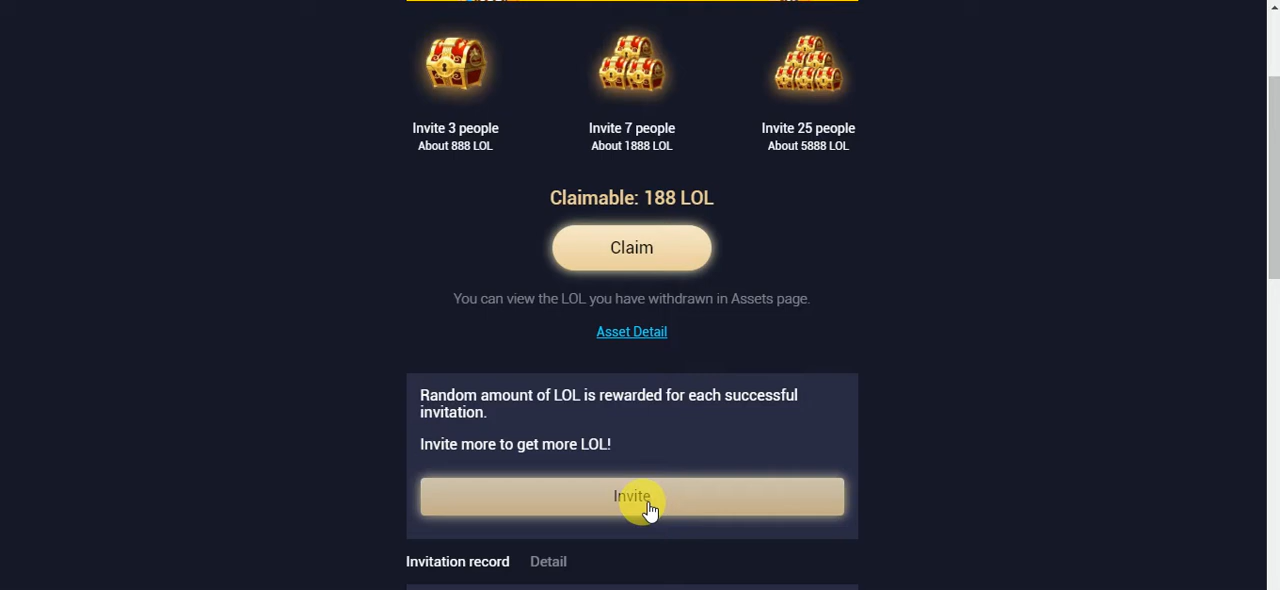 Invite 3 people
About 888 LOL
Invite 7 people
About 1888 LOL
Invite 25 people
About 5888 LOL
Claimable: 188 LOL
Claim
You can view the LOL you have withdrawn in Assets page.
Asset Detail
Random amount of LOL is rewarded for each successful
invitation.
Invite more to get more LOL!
Invite
Invitation record
Detail